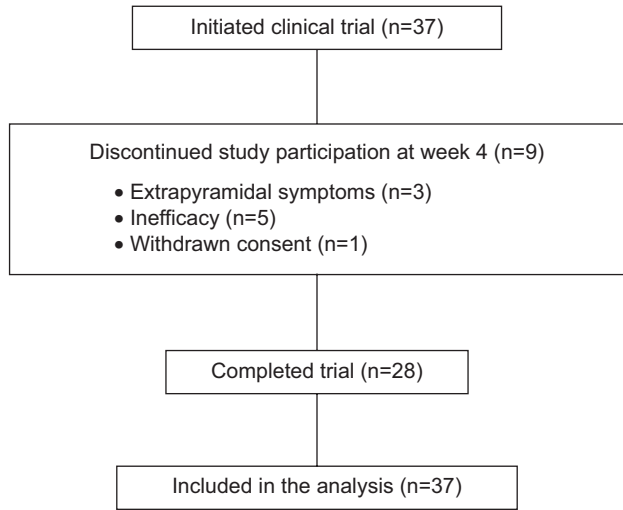 Initiated clinical trial (n=37)
Discontinued study participation at week 4 (n=9)
• Extrapyramidal symptoms (n=3)
• Inefficacy (n=5)
• Withdrawn consent (n=1)
Completed trial (n=28)
Included in the analysis (n=37)